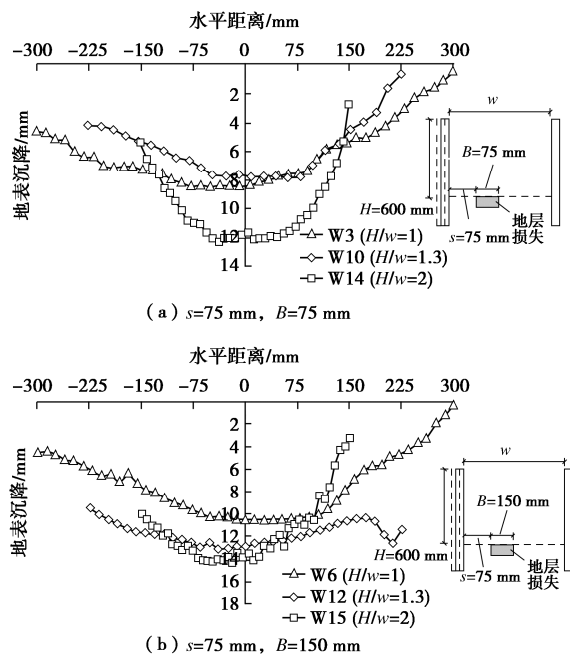 水平距离/mm
-300 -225 -150 -75 0 75 150 225 300
地表沉降/mm
2
4
6
8
10
12
14
W3 (H/w=1)
W10 (H/w=1.3)
W14 (H/w=2)
w
B=75 mm
H=600 mm
s=75 mm
地层
损失
(a) s=75 mm, B=75 mm
水平距离/mm
-300 -225 -150 -75 0 75 150 225 300
地表沉降/mm
2
4
6
8
10
12
14
16
18
W6 (H/w=1)
W12 (H/w=1.3)
W15 (H/w=2)
w
B=150 mm
H=600 mm
s=75 mm
地层
损失
(b) s=75 mm, B=150 mm